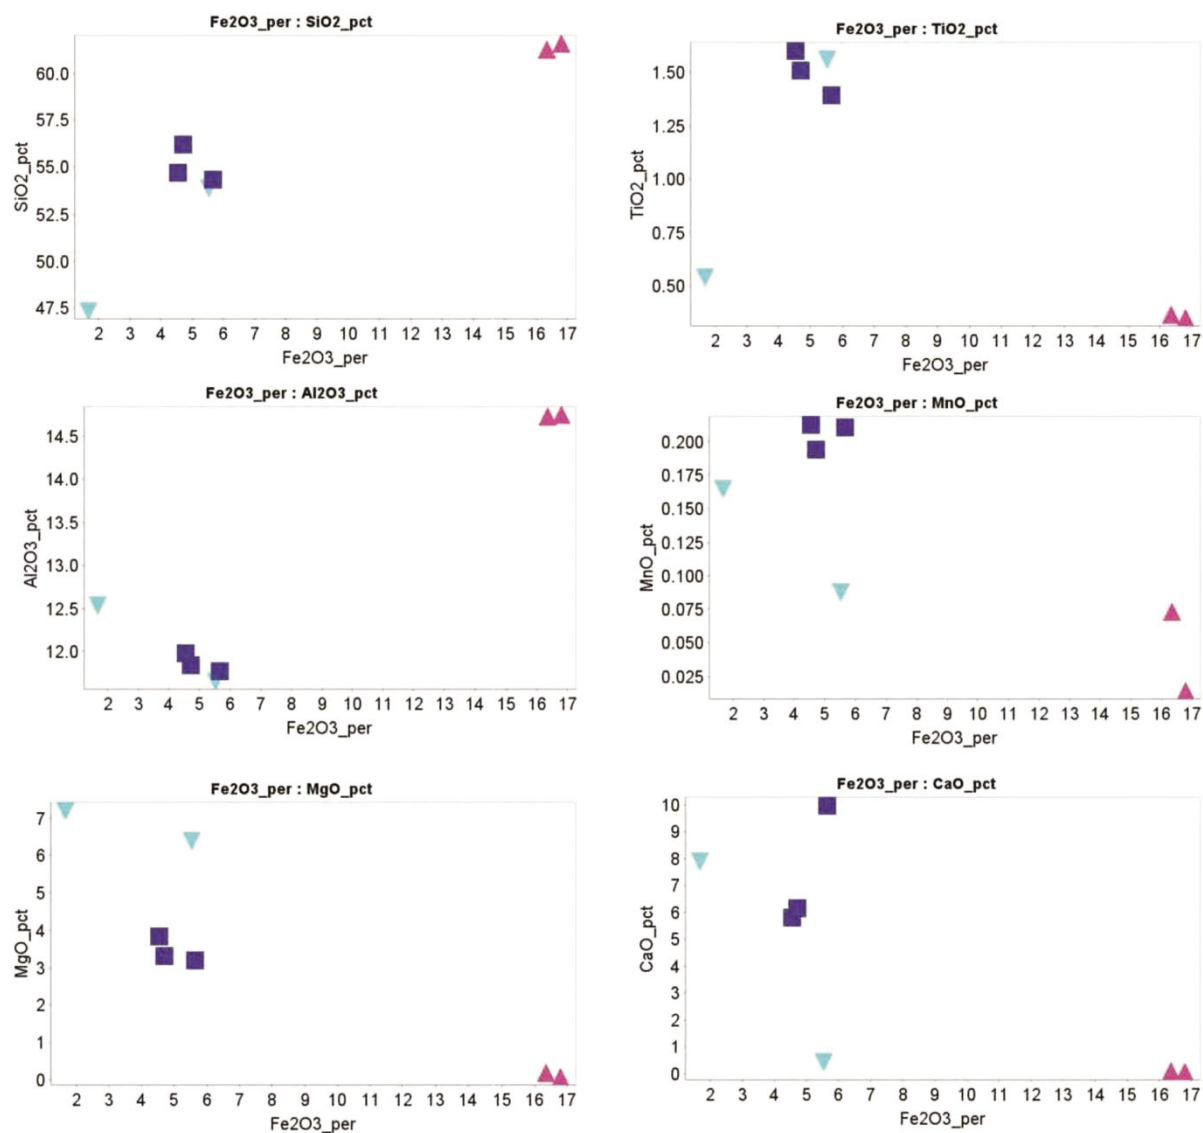 Fe2O3_per : SiO2_pct
60.0
57.5
55.0
52.5
50.0
47.5
SiO2_pct
2 3 4 5 6 7 8 9 10 11 12 13 14 15 16 17
Fe2O3_per
Fe2O3_per : TiO2_pct
1.50
1.25
1.00
0.75
0.50
TiO2_pct
2 3 4 5 6 7 8 9 10 11 12 13 14 15 16 17
Fe2O3_per
Fe2O3_per : Al2O3_pct
14.5
14.0
13.5
13.0
12.5
12.0
Al2O3_pct
2 3 4 5 6 7 8 9 10 11 12 13 14 15 16 17
Fe2O3_per
Fe2O3_per : MnO_pct
0.200
0.175
0.150
0.125
0.100
0.075
0.050
0.025
MnO_pct
2 3 4 5 6 7 8 9 10 11 12 13 14 15 16 17
Fe2O3_per
Fe2O3_per : MgO_pct
7
6
5
4
3
2
1
0
MgO_pct
2 3 4 5 6 7 8 9 10 11 12 13 14 15 16 17
Fe2O3_per
Fe2O3_per : CaO_pct
10
9
8
7
6
5
4
3
2
1
0
CaO_pct
2 3 4 5 6 7 8 9 10 11 12 13 14 15 16 17
Fe2O3_per